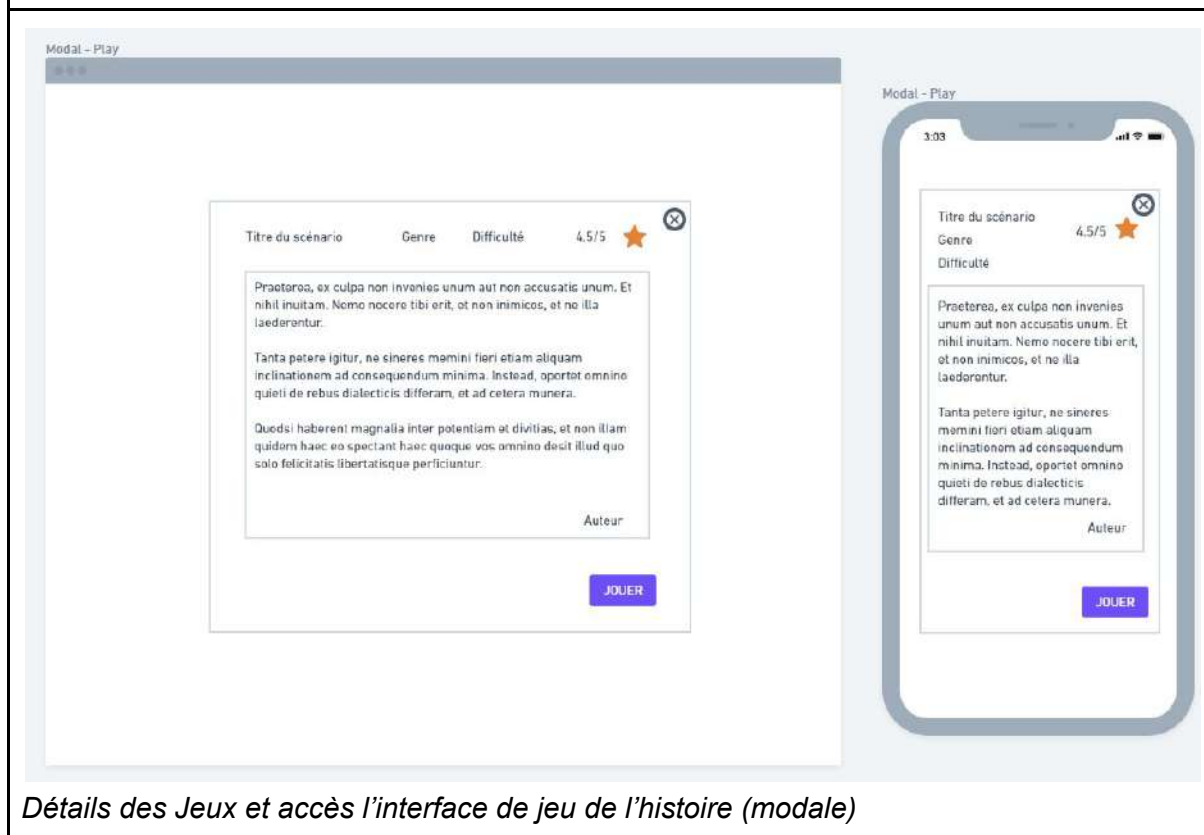 Modal - Play
Titre du scénario Genre Difficulté 4.5/5
Praeterea, ex culpa non invenies unum aut non accusatis unum. Et
nihil inuitam. Nemo nocere tibi erit, et non inimicos, et ne illa
laederentur.
Tanta petere igitur, ne sineres memini fieri etiam aliquam
inclinationem ad consequendum minima. Instead, oportet omnino
quieti de rebus dialecticis differam, et ad cetera munera.
Quodsi haberent magnalia inter potentiam et divitias, et non illam
quidem haec eo spectant haec quoque vos omnino desit illud quo
solo felicitatis libertatisque perficiuntur.
Auteur
JOUER
Modal - Play
3:03
Titre du scénario
Genre
Difficulté
4.5/5
Praeterea, ex culpa non invenies
unum aut non accusatis unum. Et
nihil inuitam. Nemo nocere tibi erit,
et non inimicos, et ne illa
laederentur.
Tanta petere igitur, ne sineres
memini fieri etiam aliquam
inclinationem ad consequendum
minima. Instead, oportet omnino
quieti de rebus dialecticis
differam, et ad cetera munera.
Auteur
JOUER
Détails des Jeux et accès l’interface de jeu de l’histoire (modale)